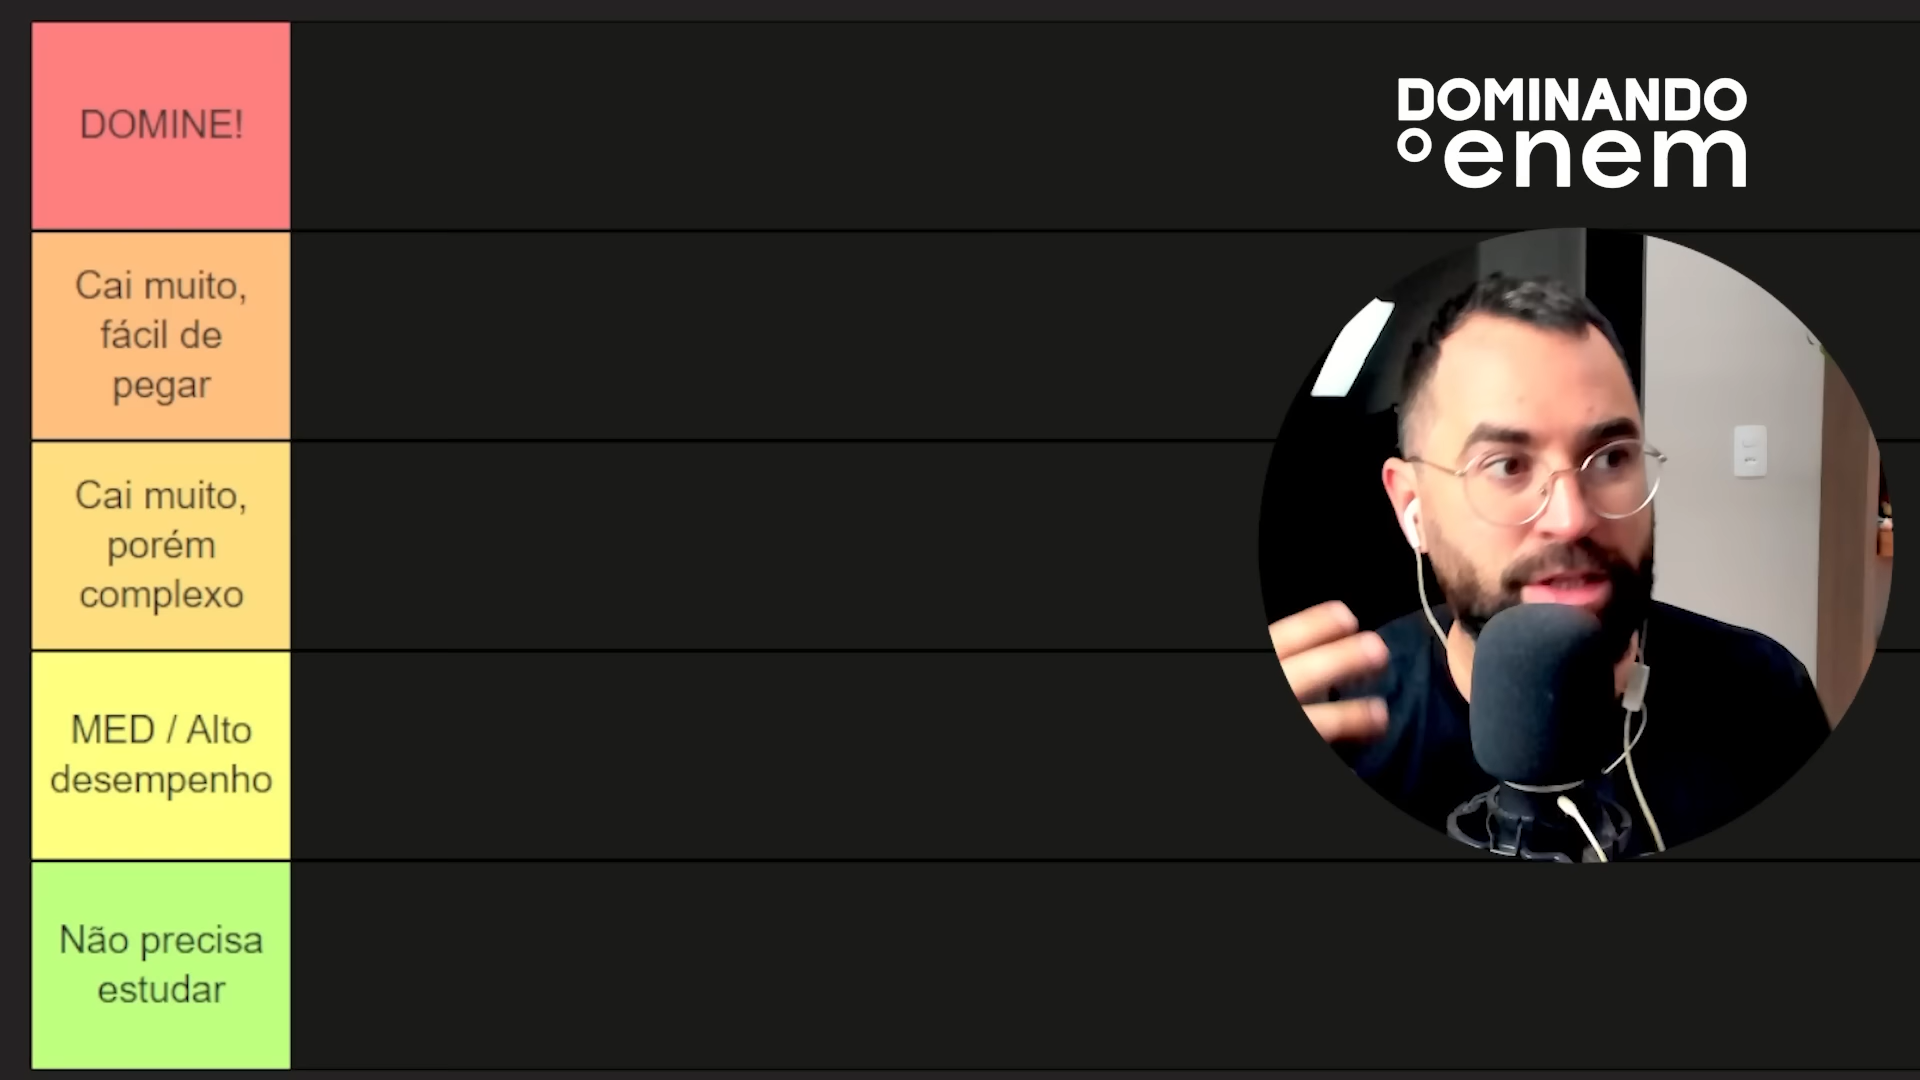 DOMINE!
Cai muito,
fácil de
pegar
Cai muito,
porém
complexo
MED / Alto
desempenho
Não precisa
estudar
DOMINANDO
o enem